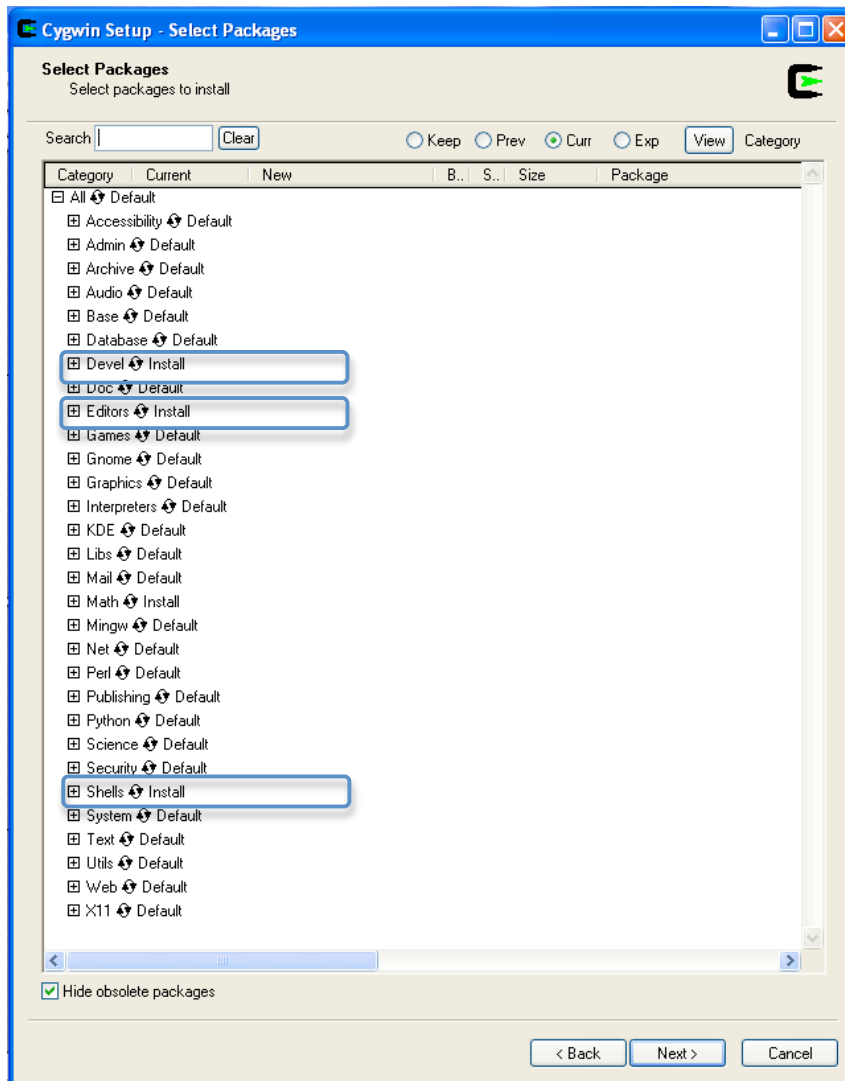 Cygwin Setup - Select Packages
Select Packages
Select packages to install
Search Clear Keep Prev Curr Exp View Category
Category Current New B.. S.. Size Package
All Default
Accessibility Default
Admin Default
Archive Default
Audio Default
Base Default
Database Default
Devel Install
Doc Default
Editors Install
Games Default
Gnome Default
Graphics Default
Interpreters Default
KDE Default
Libs Default
Mail Default
Math Install
Mingw Default
Net Default
Perl Default
Publishing Default
Python Default
Science Default
Security Default
Shells Install
System Default
Text Default
Utils Default
Web Default
X11 Default
Hide obsolete packages
< Back Next > Cancel